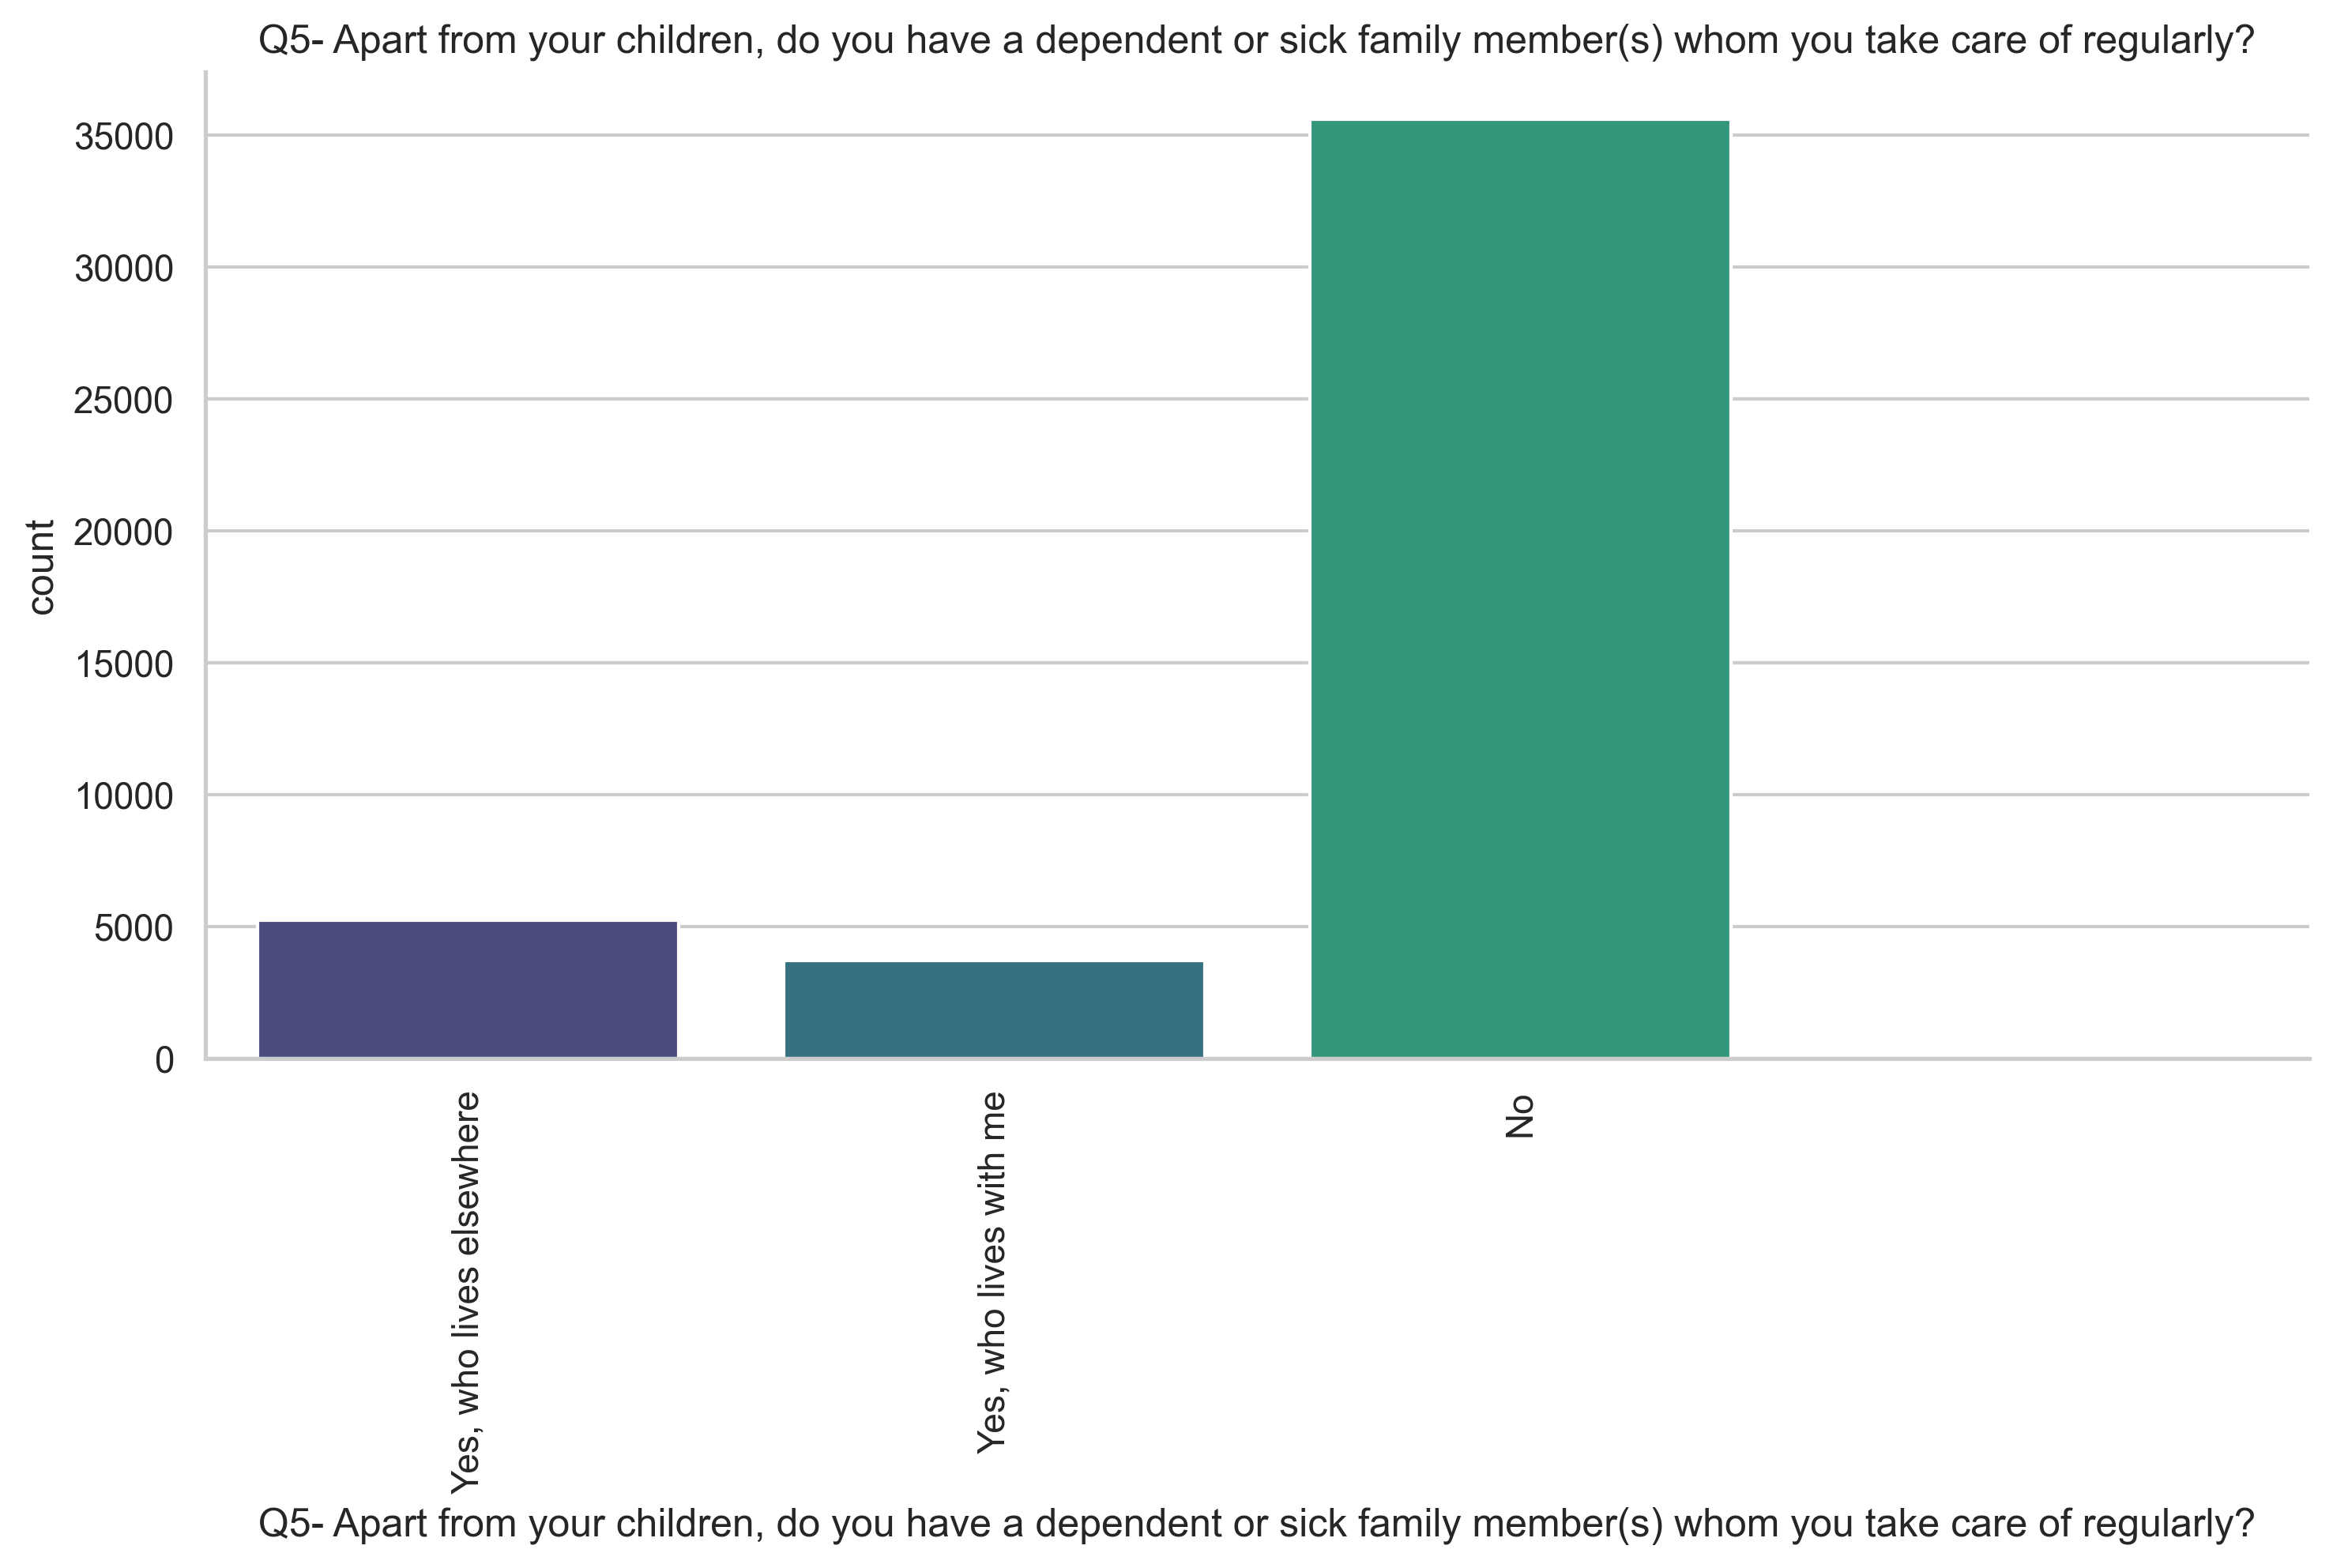 Q5- Apart from your children, do you have a dependent or sick family member(s) whom you take care of regularly?
35000
30000
25000
20000
15000
10000
5000
0
count
Yes, who lives elsewhere
Yes, who lives with me
No
Q5- Apart from your children, do you have a dependent or sick family member(s) whom you take care of regularly?